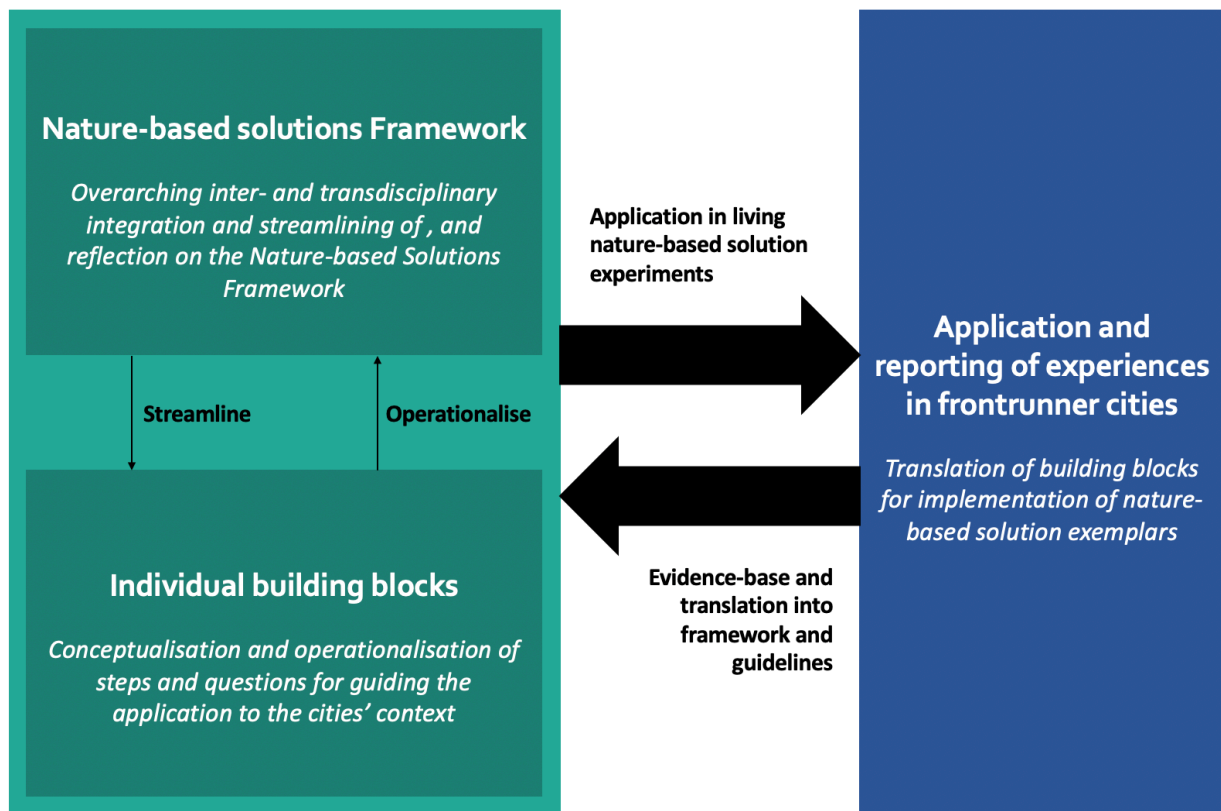 Nature-based solutions Framework
Overarching inter- and transdisciplinary
integration and streamlining of , and
reflection on the Nature-based Solutions
Framework
Streamline
Operationalise
Individual building blocks
Conceptualisation and operationalisation of
steps and questions for guiding the
application to the cities’ context
Application in living
nature-based solution
experiments
Evidence-base and
translation into
framework and
guidelines
Application and
reporting of experiences
in frontrunner cities
Translation of building blocks
for implementation of nature-
based solution exemplars